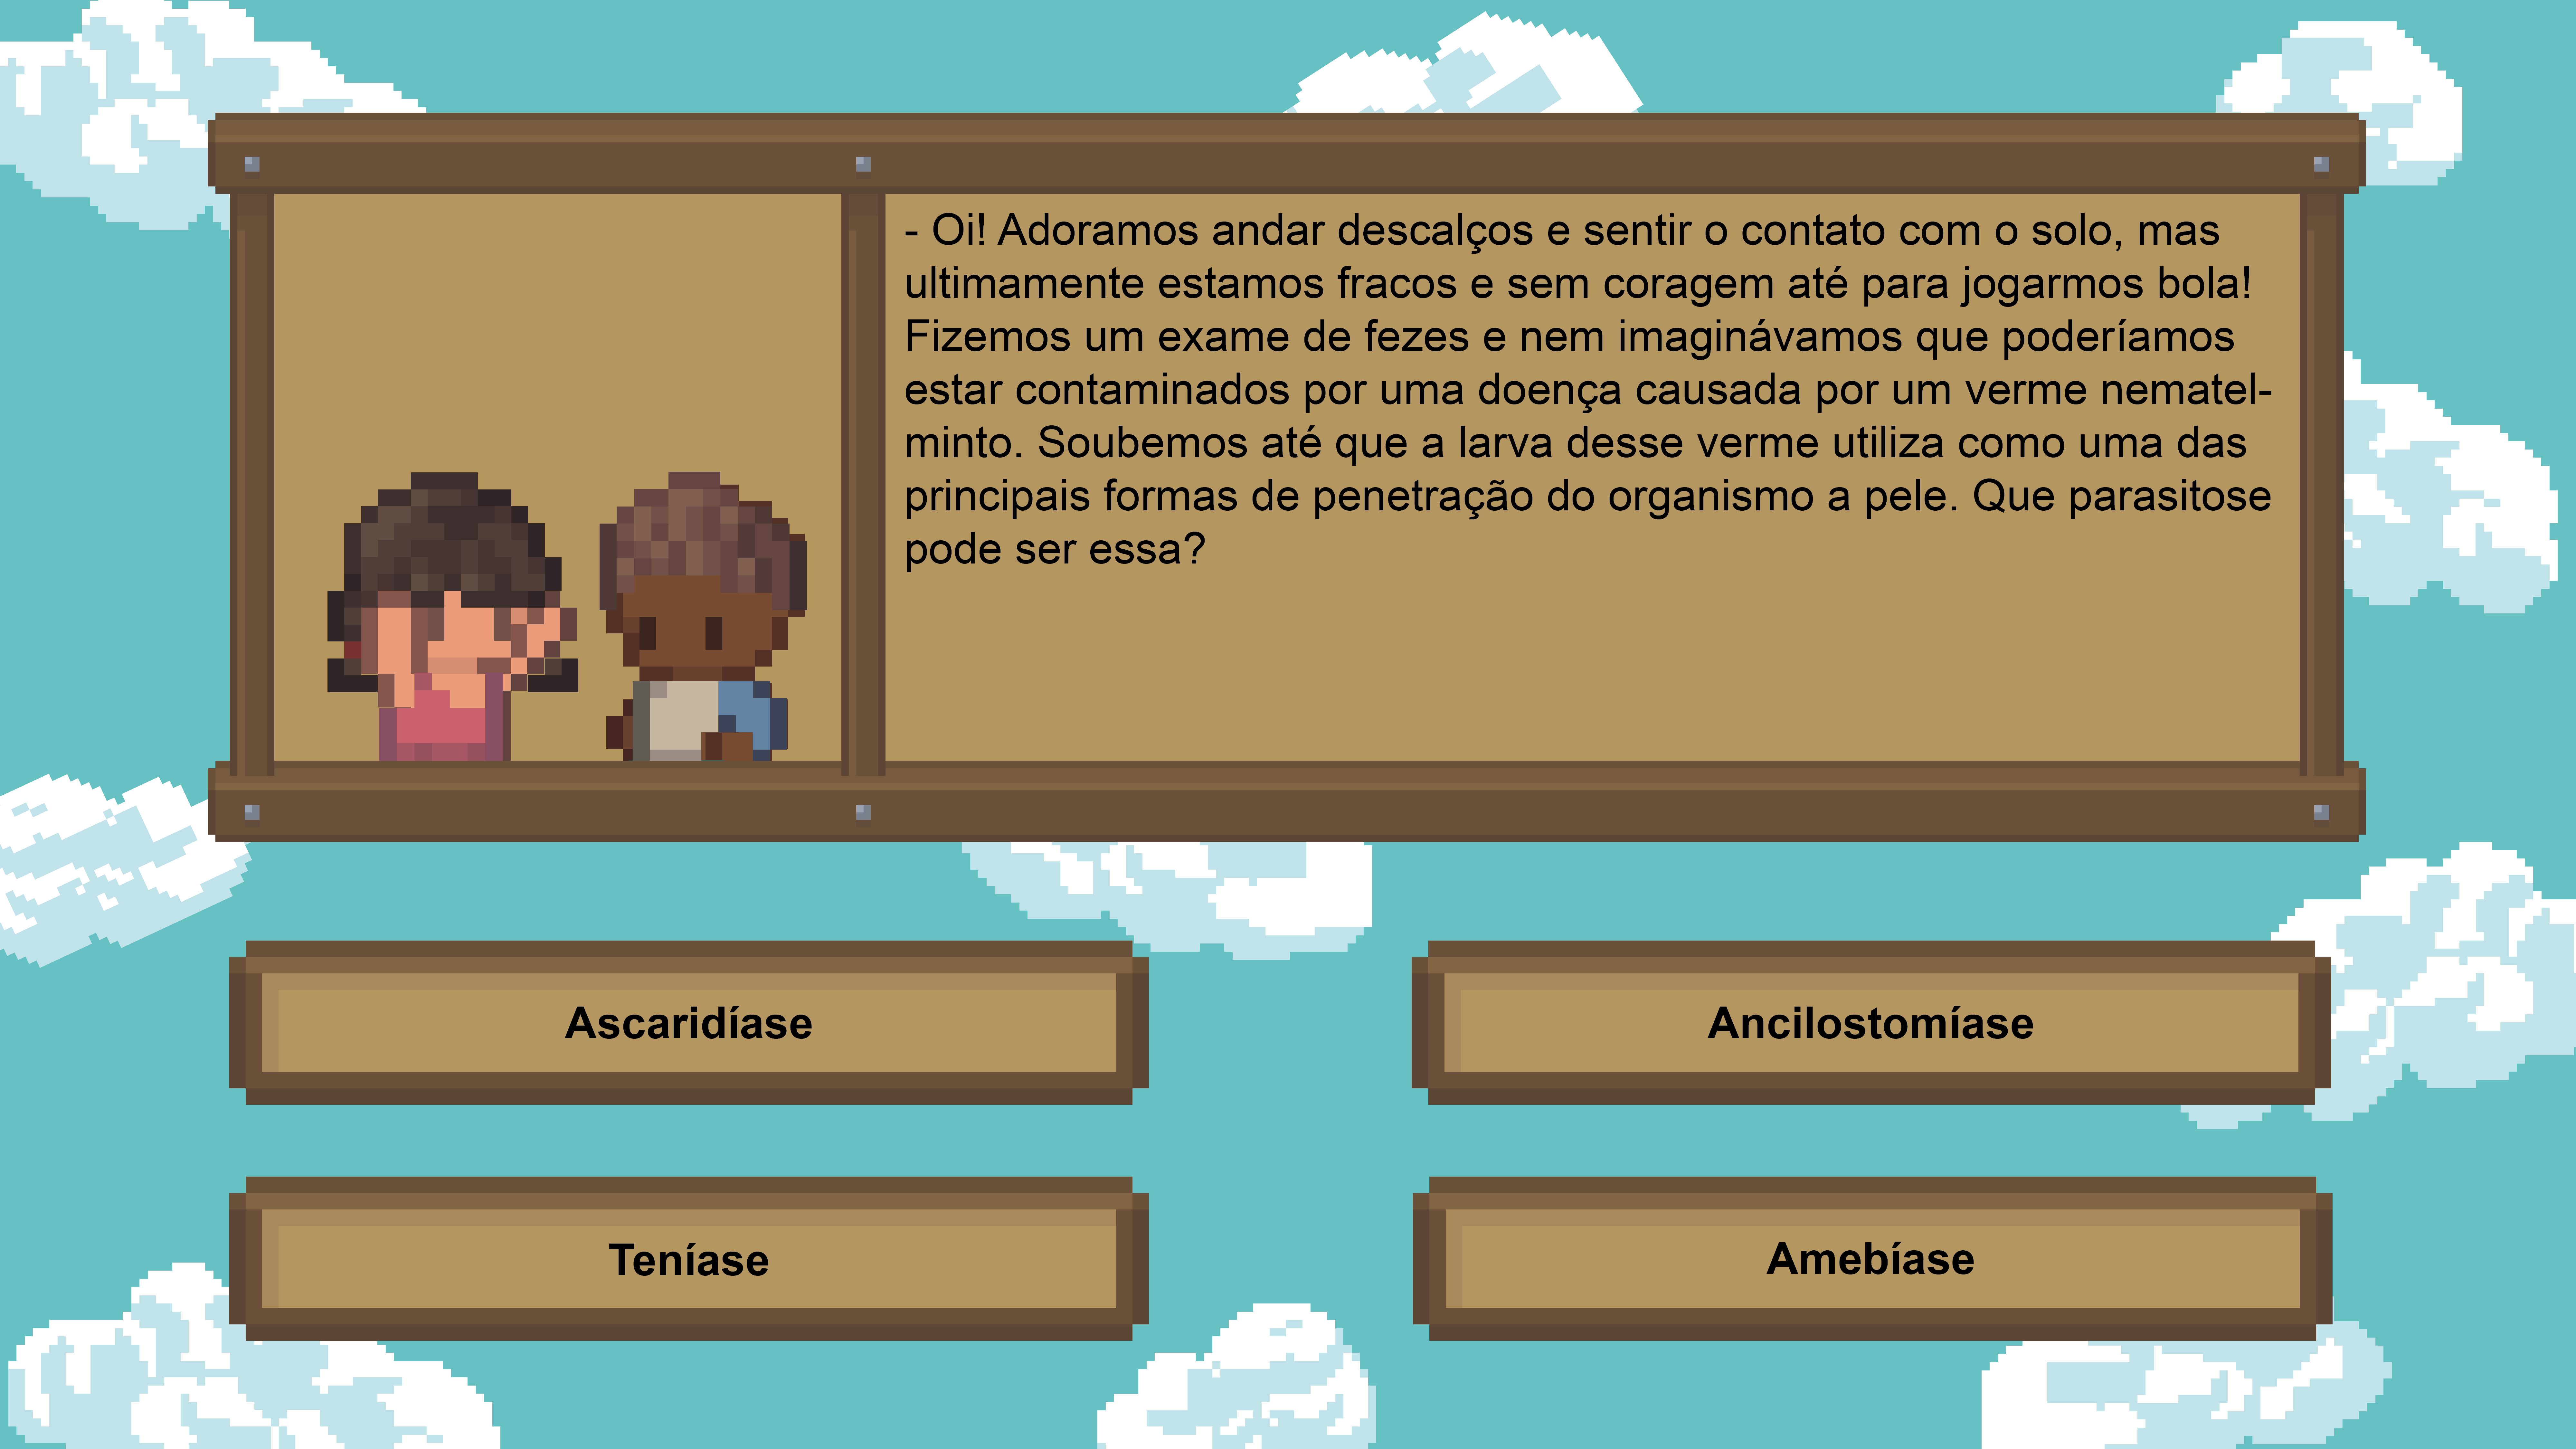 - Oi! Adoramos andar descalços e sentir o contato com o solo, mas
ultimamente estamos fracos e sem coragem até para jogarmos bola!
Fizemos um exame de fezes e nem imaginávamos que poderíamos
estar contaminados por uma doença causada por um verme nematel-
minto. Soubemos até que a larva desse verme utiliza como uma das
principais formas de penetração do organismo a pele. Que parasitose
pode ser essa?
Ascaridíase
Ancilostomíase
Teníase
Amebíase